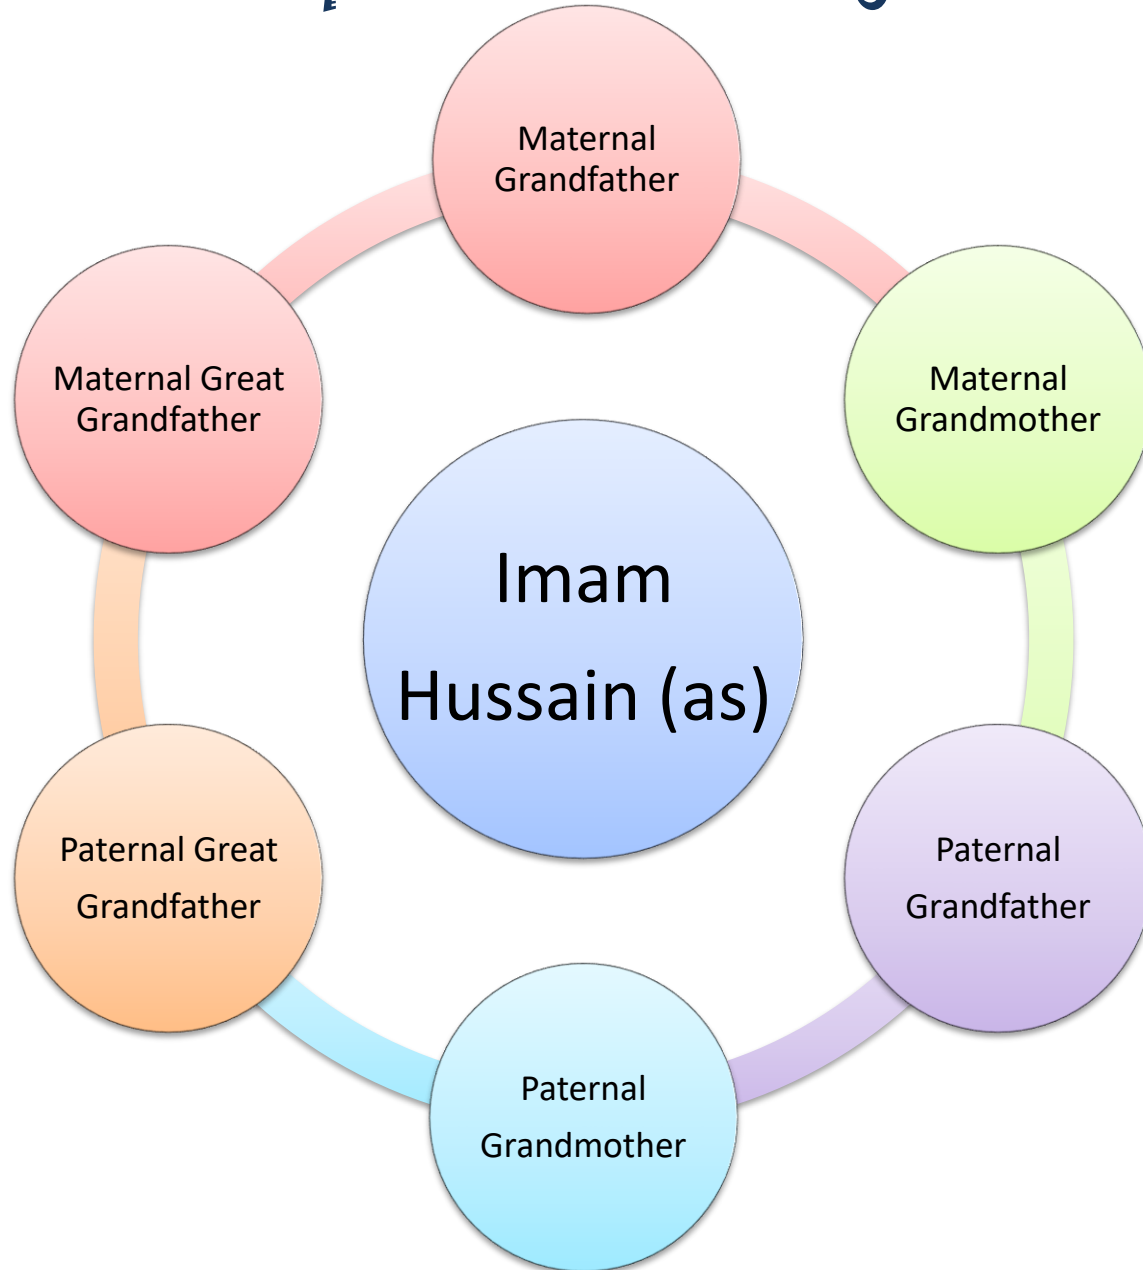 Maternal
Grandfather
Maternal Great
Grandfather
Maternal
Grandmother
Imam
Hussain (as)
Paternal Great
Grandfather
Paternal
Grandfather
Paternal
Grandmother